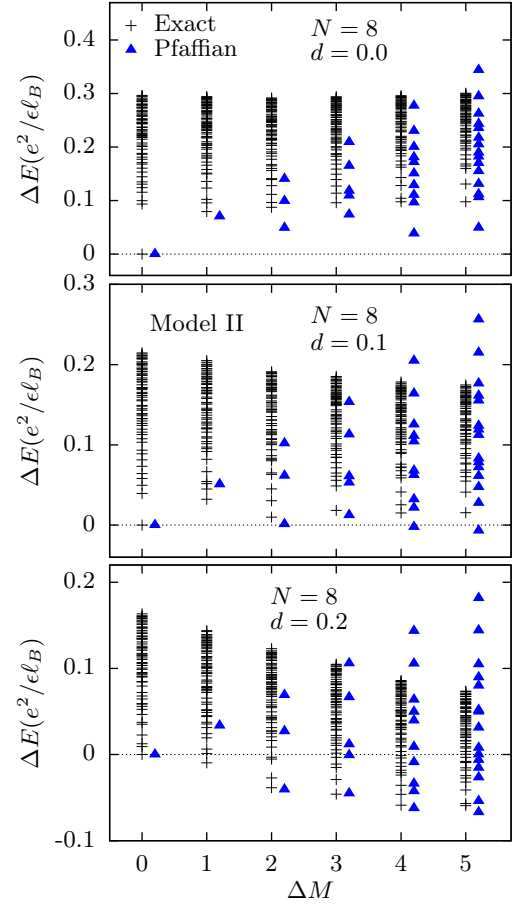 + Exact
▲ Pfaffian
N = 8
d = 0.0
ΔE(e²/ϵℓ_B)
0.4
0.3
0.2
0.1
0
Model II
N = 8
d = 0.1
ΔE(e²/ϵℓ_B)
0.3
0.2
0.1
0
N = 8
d = 0.2
ΔE(e²/ϵℓ_B)
0.2
0.1
0
-0.1
0 1 2 3 4 5
ΔM